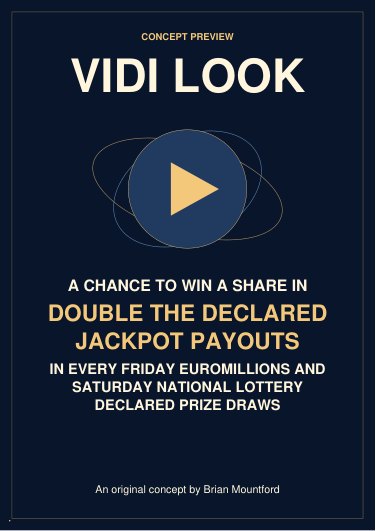 CONCEPT PREVIEW
VIDI LOOK
A CHANCE TO WIN A SHARE IN
DOUBLE THE DECLARED
JACKPOT PAYOUTS
IN EVERY FRIDAY EUROMILLIONS AND
SATURDAY NATIONAL LOTTERY
DECLARED PRIZE DRAWS
An original concept by Brian Mountford